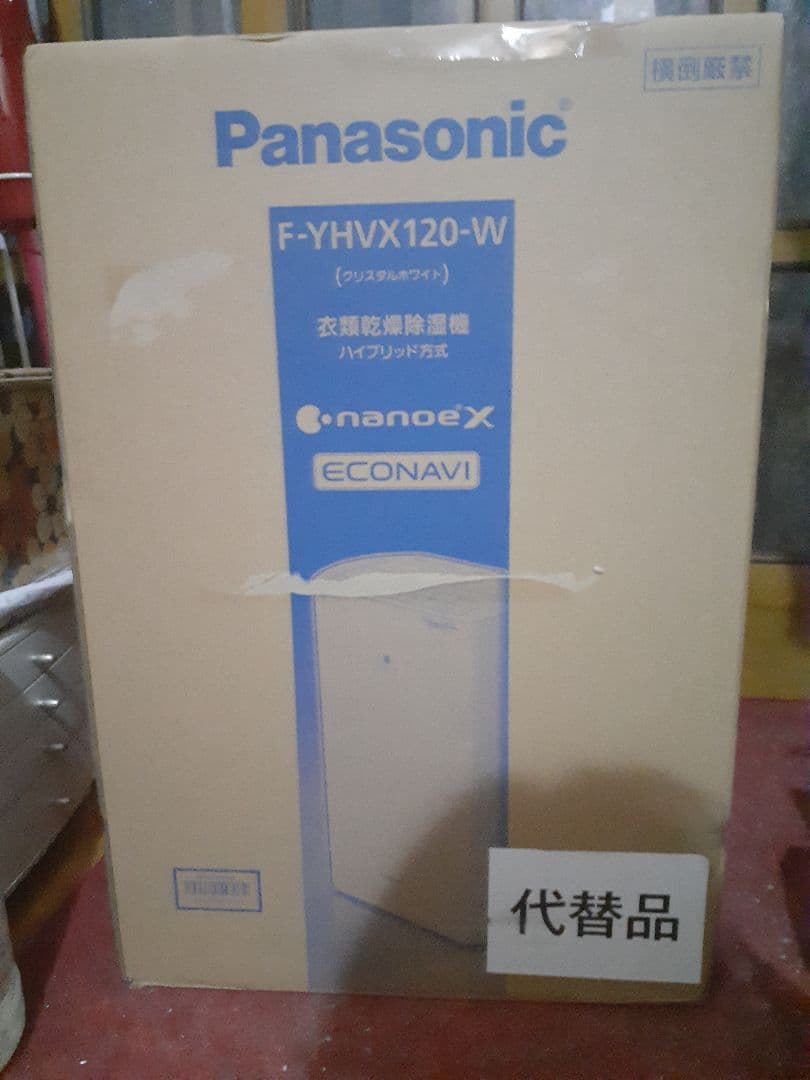 横倒厳禁
Panasonic®
F-YHVX120-W
(クリスタルホワイト)
衣類乾燥除湿機
ハイブリッド方式
nanoe™X
ECONAVI
代替品